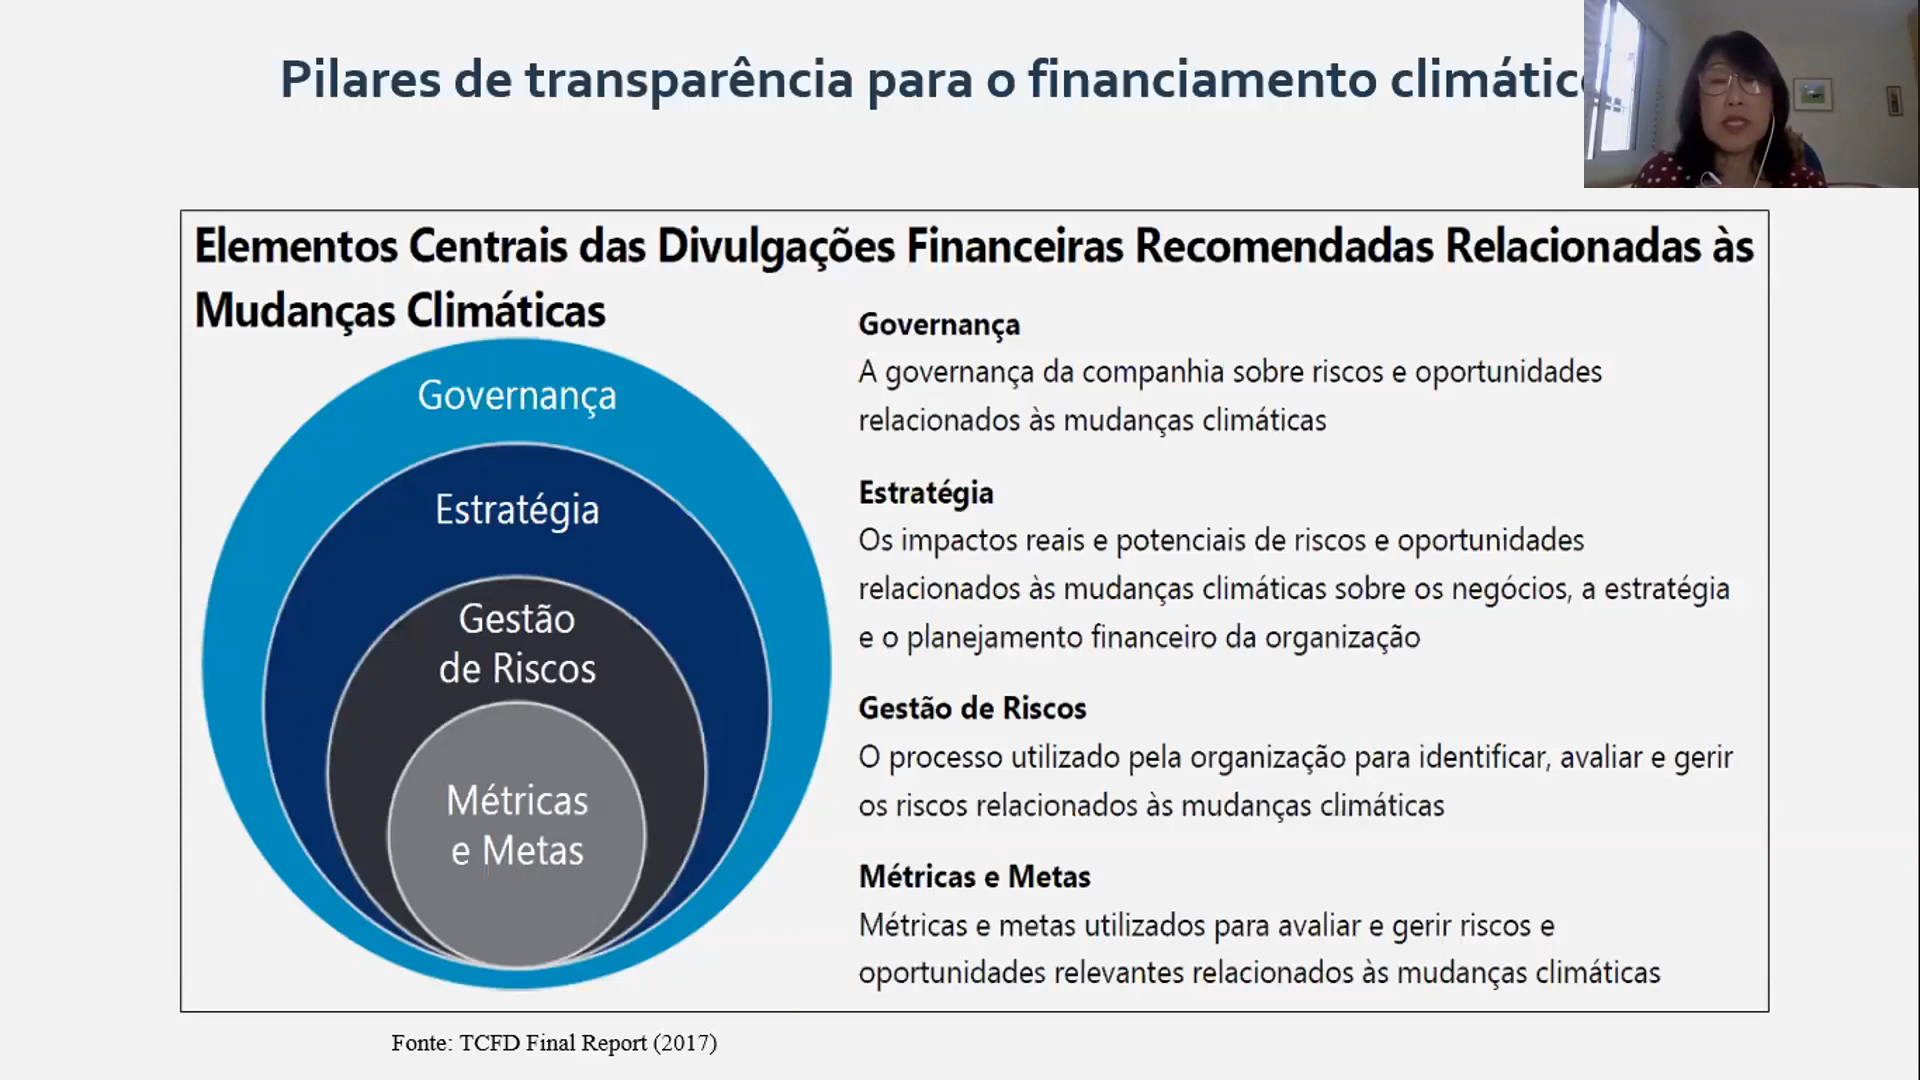 Pilares de transparência para o financiamento
Elementos Centrais das Divulgações Financeiras Recomendadas Relacionadas às
Mudanças Climáticas
Governança
Estratégia
Gestão
de Riscos
Métricas
e Metas
Governança
A governança da companhia sobre riscos e oportunidades
relacionados às mudanças climáticas
Estratégia
Os impactos reais e potenciais de riscos e oportunidades
relacionados às mudanças climáticas sobre os negócios, a estratégia
e o planejamento financeiro da organização
Gestão de Riscos
O processo utilizado pela organização para identificar, avaliar e gerir
os riscos relacionados às mudanças climáticas
Métricas e Metas
Métricas e metas utilizados para avaliar e gerir riscos e
oportunidades relevantes relacionados às mudanças climáticas
Fonte: TCFD Final Report (2017)